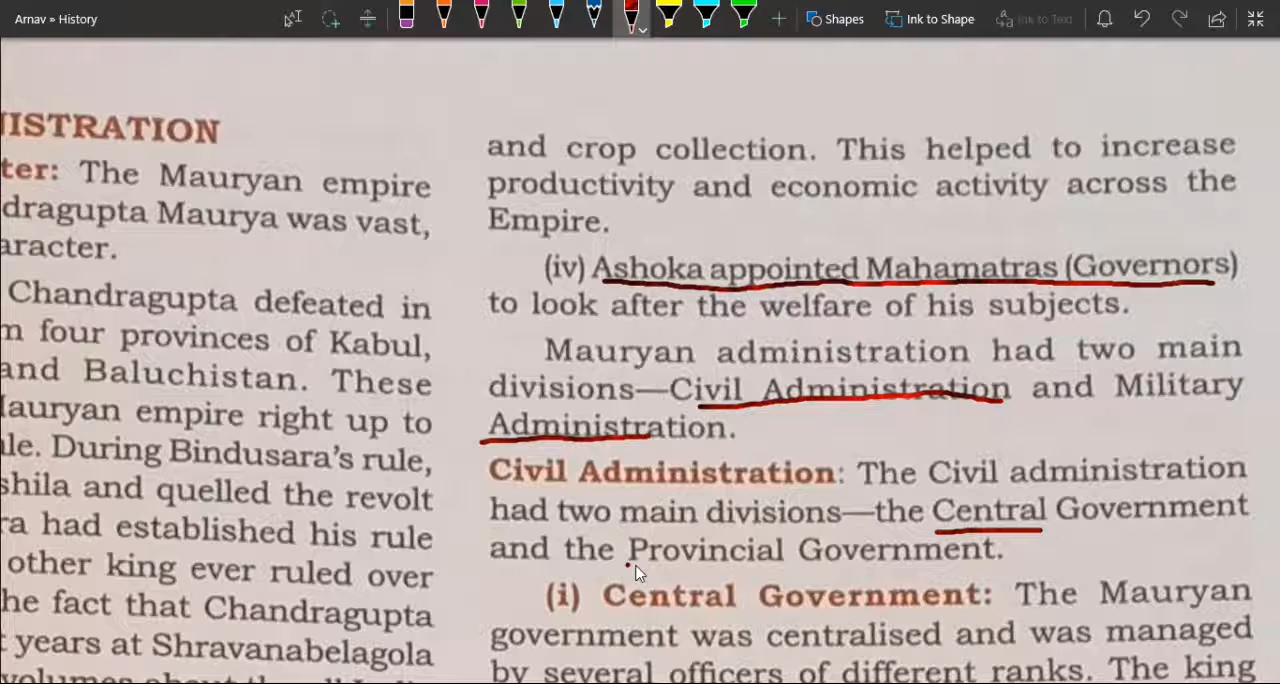 Arnav » History
Shapes
Ink to Shape
Ink to Text
ISTRATION
ter: The Mauryan empire
dragupta Maurya was vast,
aracter.
Chandragupta defeated in
m four provinces of Kabul,
and Baluchistan. These
auryan empire right up to
le. During Bindusara's rule,
shila and quelled the revolt
ra had established his rule
other king ever ruled over
he fact that Chandragupta
years at Shravanabelagola
and crop collection. This helped to increase
productivity and economic activity across the
Empire.
(iv) Ashoka appointed Mahamatras (Governors)
to look after the welfare of his subjects.
Mauryan administration had two main
divisions—Civil Administration and Military
Administration.
Civil Administration: The Civil administration
had two main divisions—the Central Government
and the Provincial Government.
(i) Central Government: The Mauryan
government was centralised and was managed
by several officers of different ranks. The king